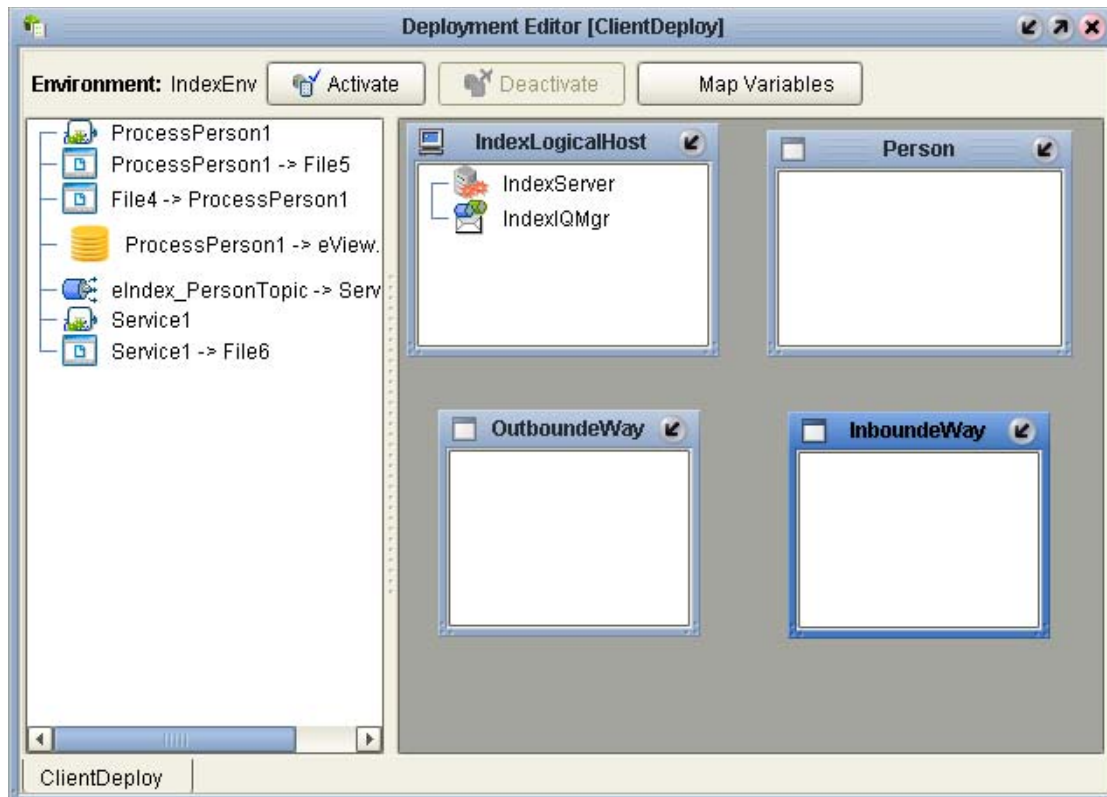 Deployment Editor [ClientDeploy]
Environment: IndexEnv Activate Deactivate Map Variables
ProcessPerson1
ProcessPerson1 -> File5
File4 -> ProcessPerson1
ProcessPerson1 -> eView.
eIndex_PersonTopic -> Serv
Service1
Service1 -> File6
IndexLogicalHost
IndexServer
IndexIQMgr
Person
OutboundeWay
InboundeWay
ClientDeploy